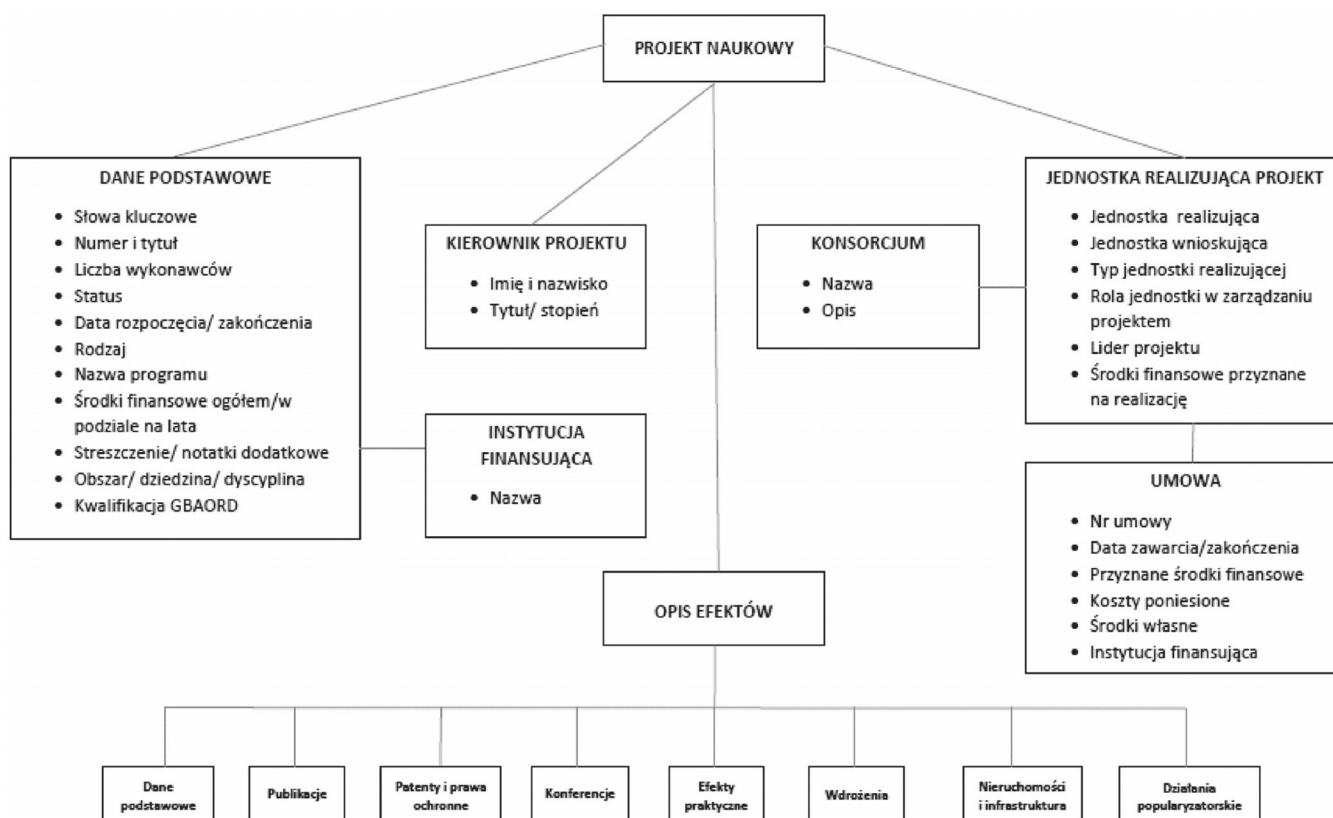 PROJEKT NAUKOWY
DANE PODSTAWOWE
• Słowa kluczowe
• Numer i tytuł
• Liczba wykonawców
• Status
• Data rozpoczęcia/ zakończenia
• Rodzaj
• Nazwa programu
• Środki finansowe ogółem/w
podziale na lata
• Streszczenie/ notatki dodatkowe
• Obszar/ dziedzina/ dyscyplina
• Kwalifikacja GBAORD
KIEROWNIK PROJEKTU
• Imię i nazwisko
• Tytuł/ stopień
INSTYTUCJA
FINANSUJĄCA
• Nazwa
KONSORCJUM
• Nazwa
• Opis
JEDNOSTKA REALIZUJĄCA PROJEKT
• Jednostka realizująca
• Jednostka wnioskująca
• Typ jednostki realizującej
• Rola jednostki w zarządzaniu
projektem
• Lider projektu
• Środki finansowe przyznane
na realizację
UMOWA
• Nr umowy
• Data zawarcia/zakończenia
• Przyznane środki finansowe
• Koszty poniesione
• Środki własne
• Instytucja finansująca
OPIS EFEKTÓW
Dane
podstawowe
Publikacje
Patenty i prawa
ochronne
Konferencje
Efekty
praktyczne
Wdrożenia
Nieruchomości
i infrastruktura
Działania
popularyzatorskie